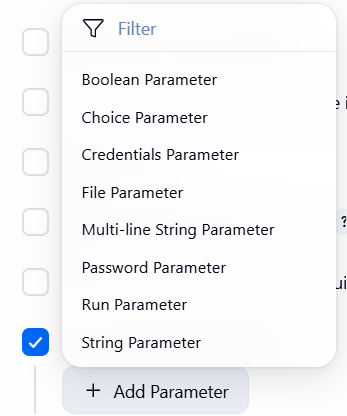 Filter
Boolean Parameter
Choice Parameter
Credentials Parameter
File Parameter
Multi-line String Parameter
Password Parameter
Run Parameter
String Parameter
+ Add Parameter